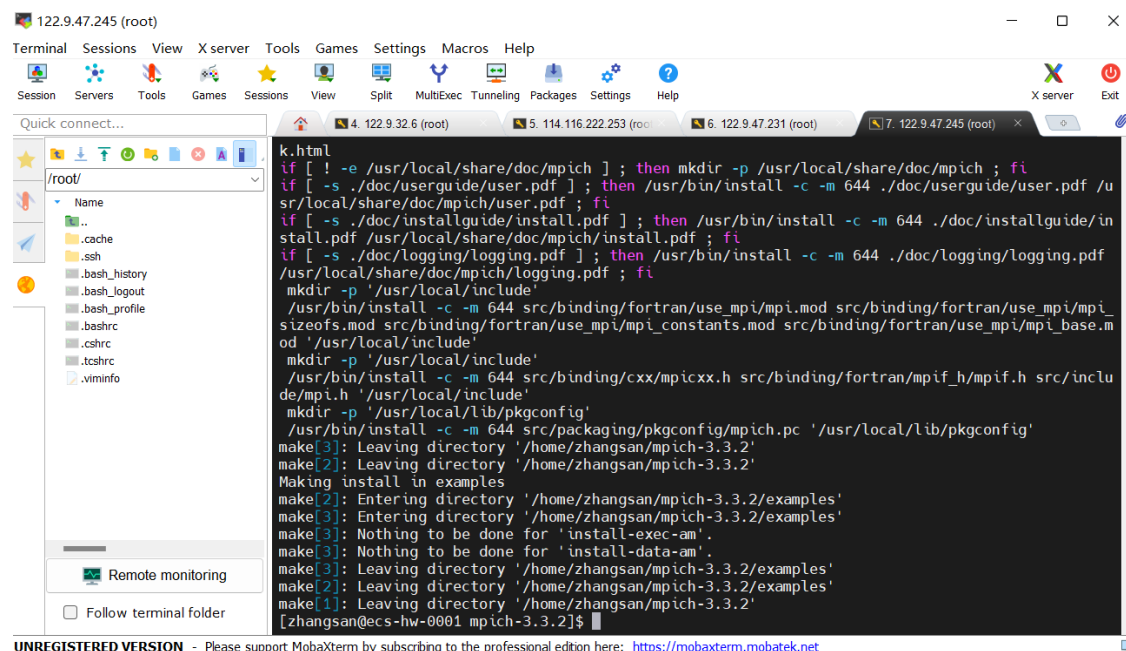 122.9.47.245 (root)
Terminal Sessions View X server Tools Games Settings Macros Help
Session Servers Tools Games Sessions View Split MultiExec Tunneling Packages Settings Help X server Exit
Quick connect...
4. 122.9.32.6 (root) 5. 114.116.222.253 (roo 6. 122.9.47.231 (root) 7. 122.9.47.245 (root)
/root/
Name
..
.cache
.ssh
.bash_history
.bash_logout
.bash_profile
.bashrc
.cshrc
.tcshrc
.viminfo
Remote monitoring
Follow terminal folder
k.html
if [ ! -e /usr/local/share/doc/mpich ] ; then mkdir -p /usr/local/share/doc/mpich ; fi
if [ -s ./doc/userguide/user.pdf ] ; then /usr/bin/install -c -m 644 ./doc/userguide/user.pdf /u
sr/local/share/doc/mpich/user.pdf ; fi
if [ -s ./doc/installguide/install.pdf ] ; then /usr/bin/install -c -m 644 ./doc/installguide/in
stall.pdf /usr/local/share/doc/mpich/install.pdf ; fi
if [ -s ./doc/logging/logging.pdf ] ; then /usr/bin/install -c -m 644 ./doc/logging/logging.pdf
/usr/local/share/doc/mpich/logging.pdf ; fi
mkdir -p '/usr/local/include'
/usr/bin/install -c -m 644 src/binding/fortran/use_mpi/mpi.mod src/binding/fortran/use_mpi/mpi_
sizeofs.mod src/binding/fortran/use_mpi/mpi_constants.mod src/binding/fortran/use_mpi/mpi_base.m
od '/usr/local/include'
mkdir -p '/usr/local/include'
/usr/bin/install -c -m 644 src/binding/cxx/mpicxx.h src/binding/fortran/mpif_h/mpif.h src/inclu
de/mpi.h '/usr/local/include'
mkdir -p '/usr/local/lib/pkgconfig'
/usr/bin/install -c -m 644 src/packaging/pkgconfig/mpich.pc '/usr/local/lib/pkgconfig'
make[3]: Leaving directory '/home/zhangsan/mpich-3.3.2'
make[2]: Leaving directory '/home/zhangsan/mpich-3.3.2'
Making install in examples
make[2]: Entering directory '/home/zhangsan/mpich-3.3.2/examples'
make[3]: Entering directory '/home/zhangsan/mpich-3.3.2/examples'
make[3]: Nothing to be done for 'install-exec-am'.
make[3]: Nothing to be done for 'install-data-am'.
make[3]: Leaving directory '/home/zhangsan/mpich-3.3.2/examples'
make[2]: Leaving directory '/home/zhangsan/mpich-3.3.2/examples'
make[1]: Leaving directory '/home/zhangsan/mpich-3.3.2'
[zhangsan@ecs-hw-0001 mpich-3.3.2]$
UNREGISTERED VERSION - Please support MobaXterm by subscribing to the professional edition here: https://mobaxterm.mobatek.net